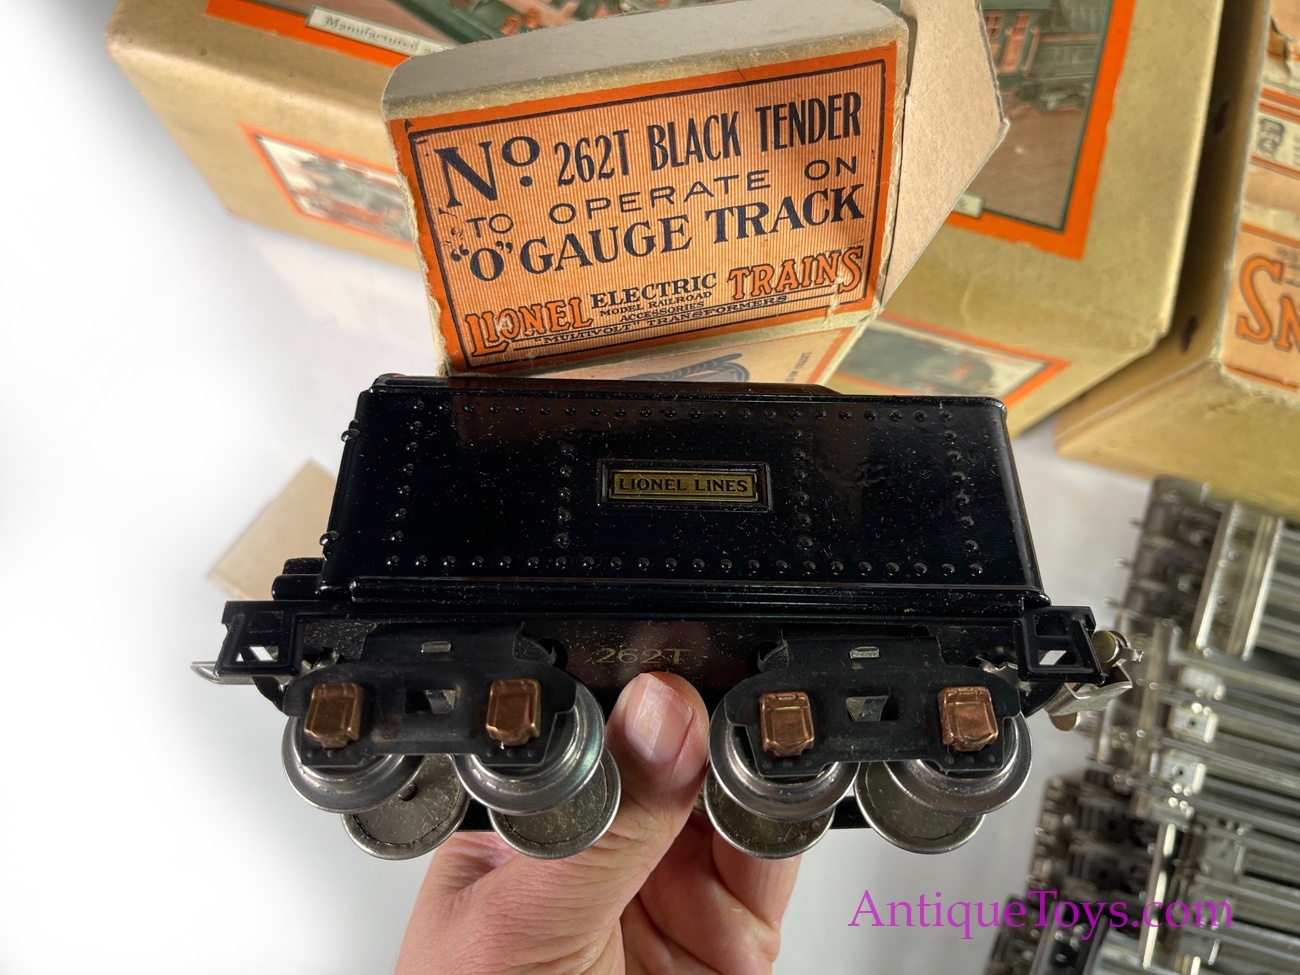 Manufactured
No. 262T BLACK TENDER
TO OPERATE ON
"O" GAUGE TRACK
LIONEL ELECTRIC TRAINS
MODEL RAILROAD
ACCESSORIES
"MULTIVOLT" TRANSFORMERS
LIONEL LINES
262T
AntiqueToys.com